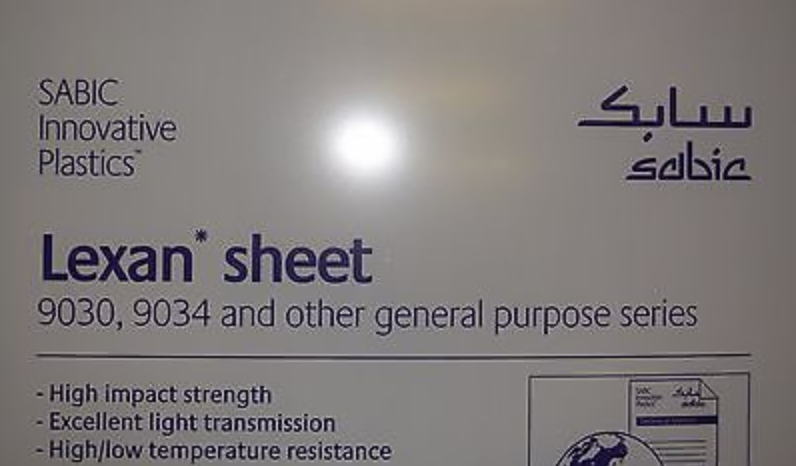 SABIC
Innovative
Plastics™
سابک
sabic
Lexan* sheet
9030, 9034 and other general purpose series
- High impact strength
- Excellent light transmission
- High/low temperature resistance